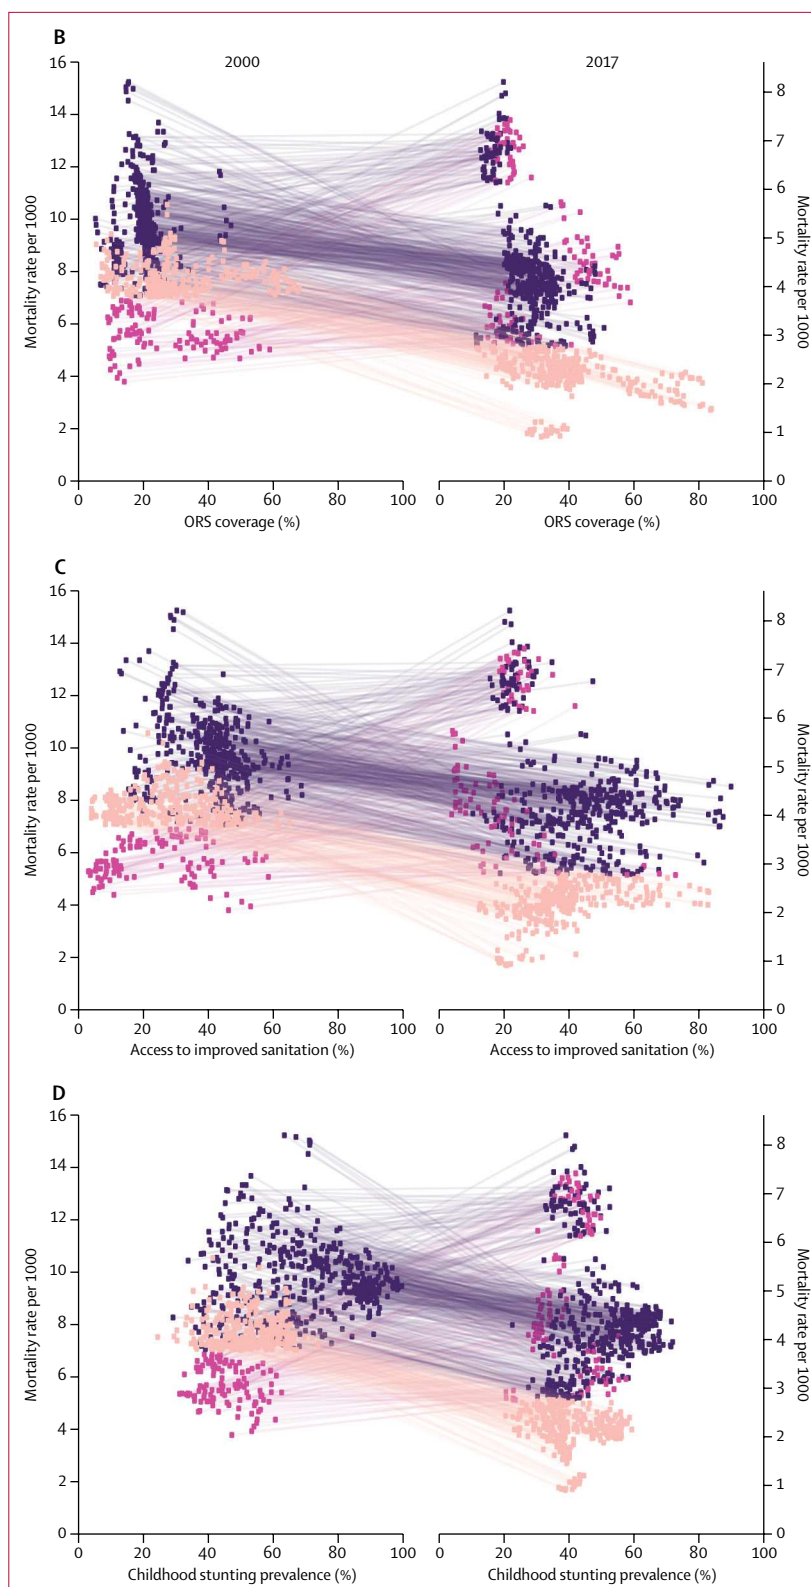 B
2000
2017
16
14
12
10
8
6
4
2
0
Mortality rate per 1000
8
7
6
5
4
3
2
1
0
Mortality rate per 1000
0 20 40 60 80 100
0 20 40 60 80 100
ORS coverage (%)
ORS coverage (%)
C
16
14
12
10
8
6
4
2
0
Mortality rate per 1000
8
7
6
5
4
3
2
1
0
Mortality rate per 1000
0 20 40 60 80 100
0 20 40 60 80 100
Access to improved sanitation (%)
Access to improved sanitation (%)
D
16
14
12
10
8
6
4
2
0
Mortality rate per 1000
8
7
6
5
4
3
2
1
0
Mortality rate per 1000
0 20 40 60 80 100
0 20 40 60 80 100
Childhood stunting prevalence (%)
Childhood stunting prevalence (%)